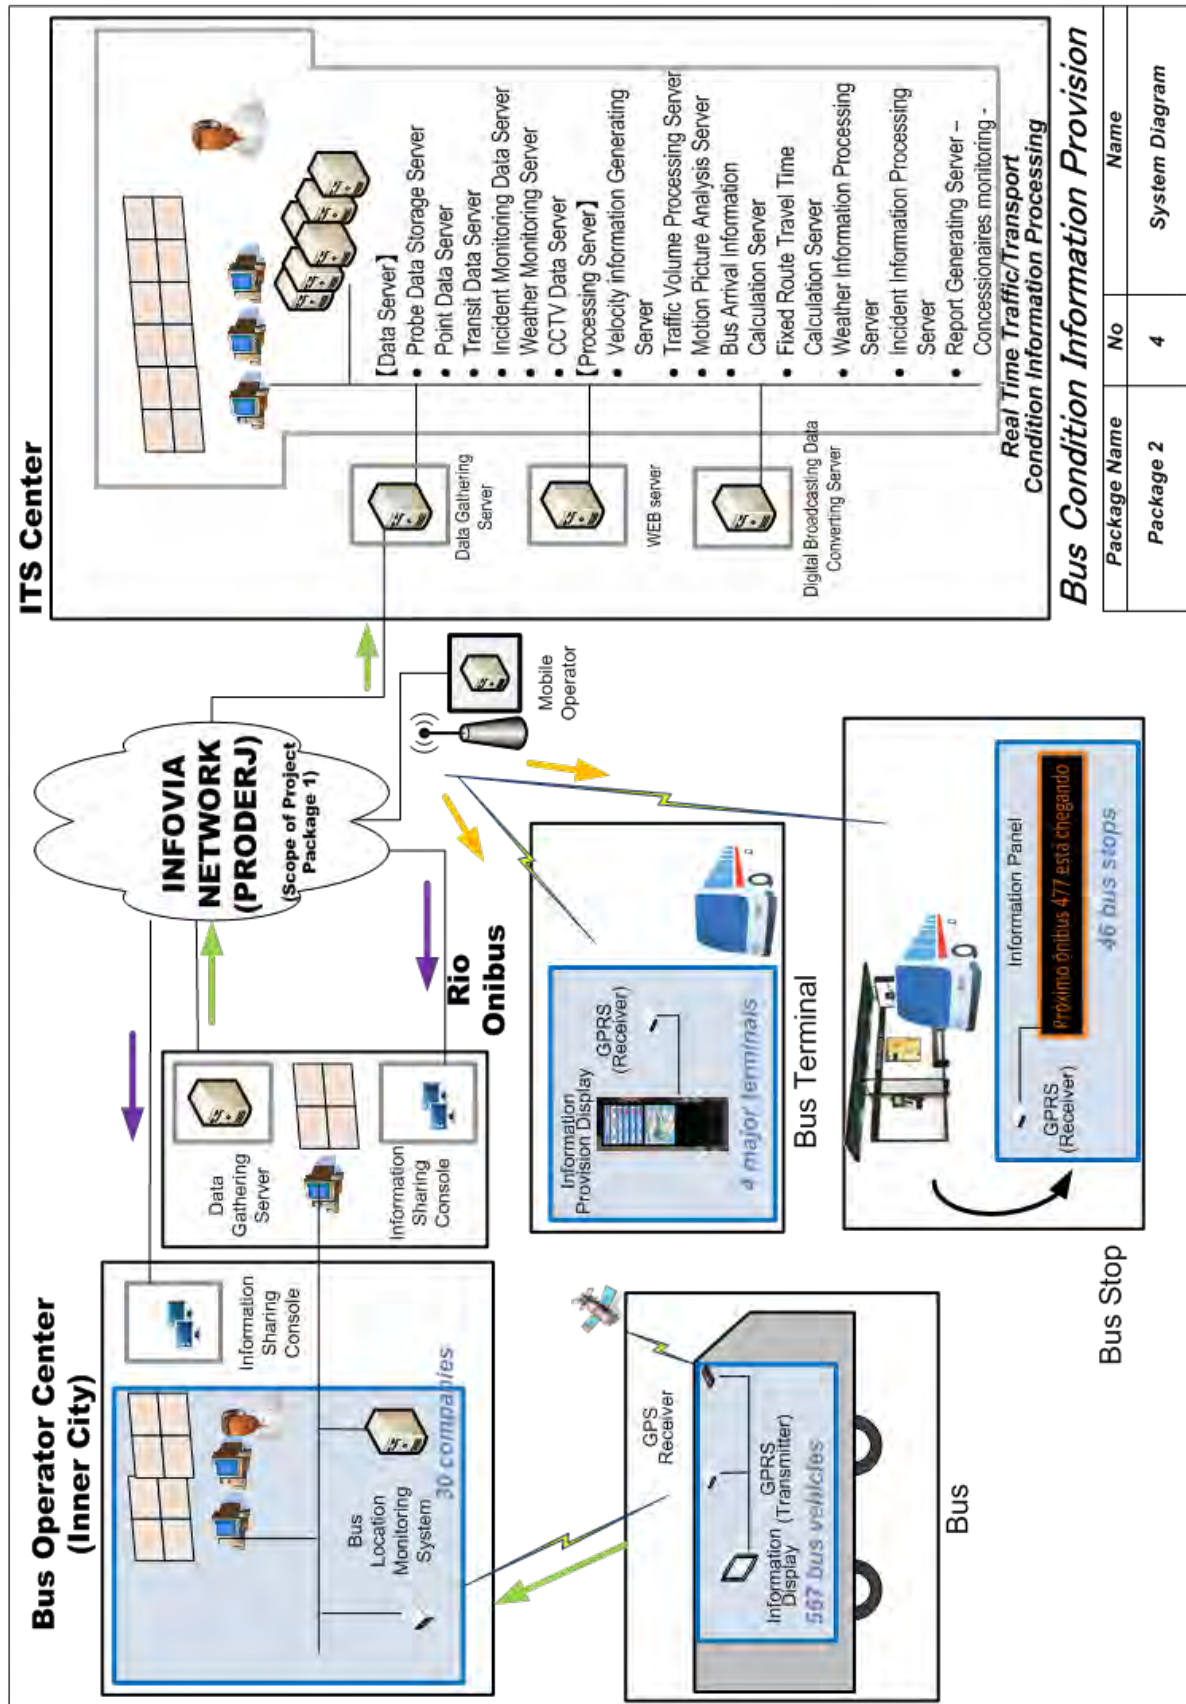 Bus Operator Center
(Inner City)
30 companies
Bus
Location
Monitoring
System
Information
Sharing
Console
Data
Gathering
Server
Information
Sharing
Console
Rio
Onibus
INFOVIA
NETWORK
(PRODERJ)
(Scope of Project
Package 1)
Mobile
Operator
ITS Center
Data Gathering
Server
WEB server
Digital Broadcasting Data
Converting Server
【Data Server】
• Probe Data Storage Server
• Point Data Server
• Transit Data Server
• Incident Monitoring Data Server
• Weather Monitoring Server
• CCTV Data Server
【Processing Server】
• Velocity information Generating
Server
• Traffic Volume Processing Server
• Motion Picture Analysis Server
• Bus Arrival Information
Calculation Server
• Fixed Route Travel Time
Calculation Server
• Weather Information Processing
Server
• Incident Information Processing
Server
• Report Generating Server –
Concessionaires monitoring -
Real Time Traffic/Transport
Condition Information Processing
GPS
Receiver
Information
Display
GPRS
(Transmitter)
567 bus vehicles
Bus
Information
Provision Display
GPRS
(Receiver)
4 major terminals
Bus Terminal
GPRS
(Receiver)
Information Panel
Próximo ônibus 477 está chegando
46 bus stops
Bus Stop
Bus Condition Information Provision
Package Name
No
Name
Package 2
4
System Diagram